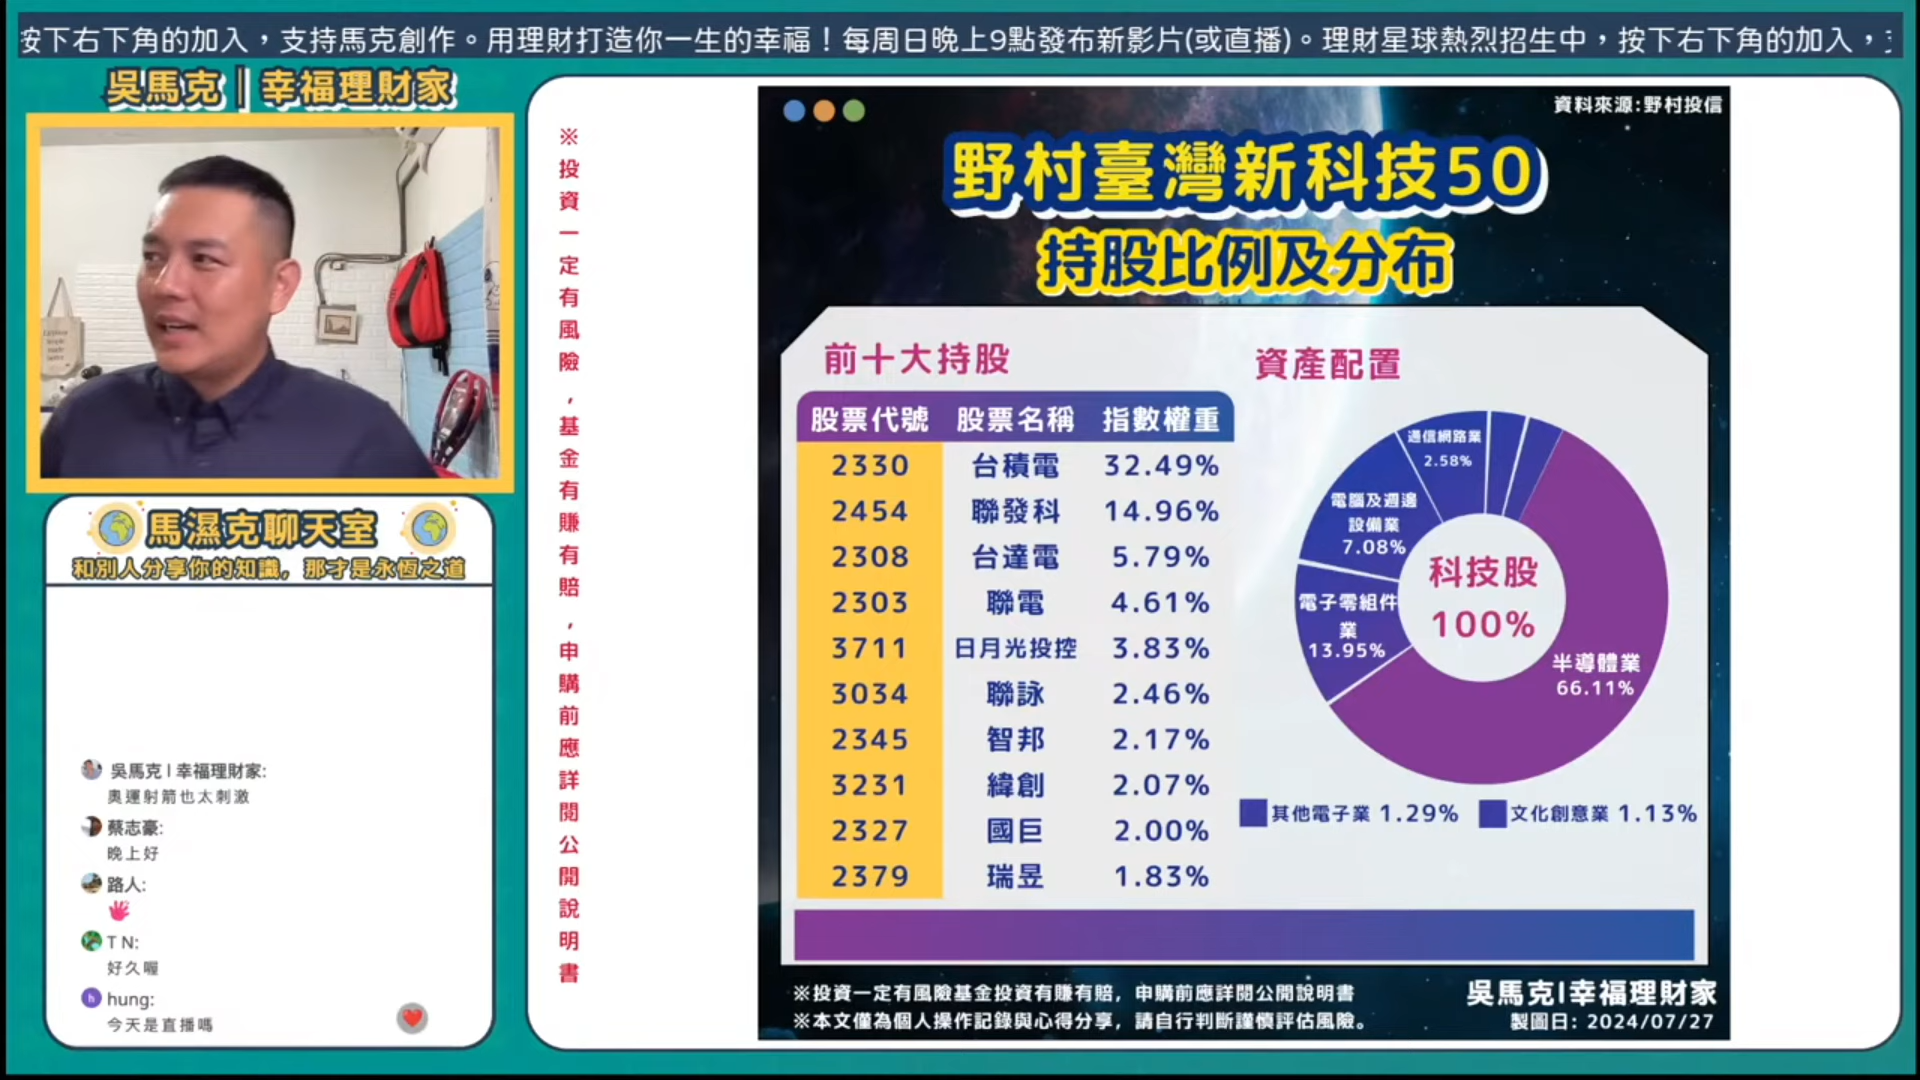 按下右下角的加入，支持馬克創作。用理財打造你一生的幸福！每周日晚上9點發布新影片(或直播)。理財星球熱烈招生中，按下右下角的加入，
吳馬克｜幸福理財家
馬濕克聊天室
和別人分享你的知識，那才是永恆之道
吳馬克 | 幸福理財家:
奧運射箭也太刺激
蔡志豪:
晚上好
路人:
T N:
好久喔
h hung:
今天是直播嗎
※投資一定有風險，基金有賺有賠，申購前應詳閱公開說明書
資料來源:野村投信
野村臺灣新科技50
持股比例及分布
前十大持股
股票代號 股票名稱 指數權重
2330 台積電 32.49%
2454 聯發科 14.96%
2308 台達電 5.79%
2303 聯電 4.61%
3711 日月光投控 3.83%
3034 聯詠 2.46%
2345 智邦 2.17%
3231 緯創 2.07%
2327 國巨 2.00%
2379 瑞昱 1.83%
資產配置
通信網路業
2.58%
電腦及週邊
設備業
7.08%
電子零組件
業
13.95%
科技股
100%
半導體業
66.11%
其他電子業 1.29% 文化創意業 1.13%
※投資一定有風險基金投資有賺有賠，申購前應詳閱公開說明書
※本文僅為個人操作記錄與心得分享，請自行判斷謹慎評估風險。
吳馬克|幸福理財家
製圖日: 2024/07/27